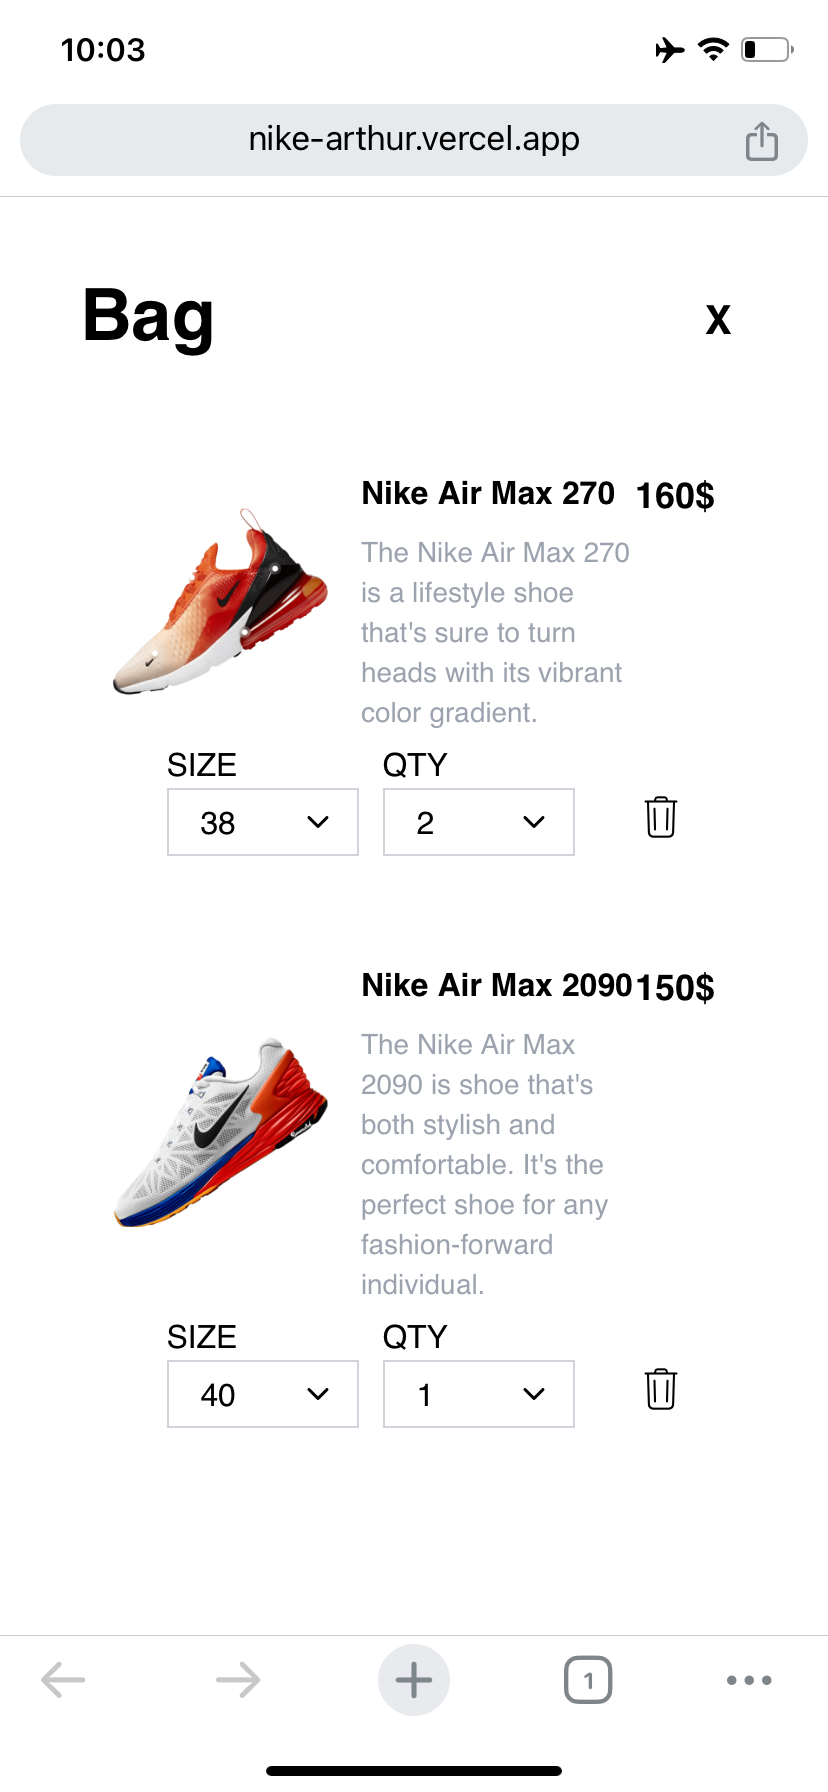 10:03
nike-arthur.vercel.app
Bag
X
Nike Air Max 270 160$
The Nike Air Max 270
is a lifestyle shoe
that's sure to turn
heads with its vibrant
color gradient.
SIZE QTY
38 2
Nike Air Max 2090 150$
The Nike Air Max
2090 is shoe that's
both stylish and
comfortable. It's the
perfect shoe for any
fashion-forward
individual.
SIZE QTY
40 1
1